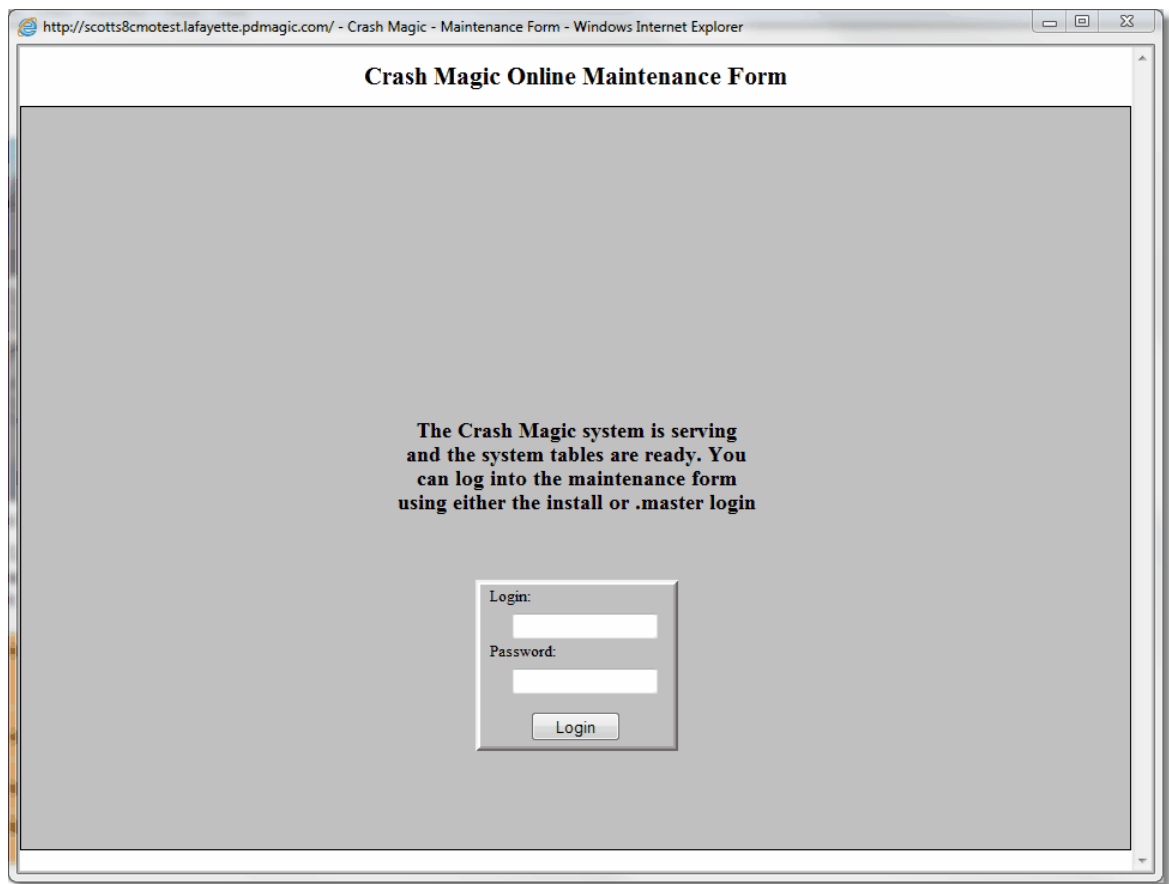 http://scotts8cmotest.lafayette.pdmagic.com/ - Crash Magic - Maintenance Form - Windows Internet Explorer
Crash Magic Online Maintenance Form
The Crash Magic system is serving
and the system tables are ready. You
can log into the maintenance form
using either the install or .master login
Login:
Password:
Login